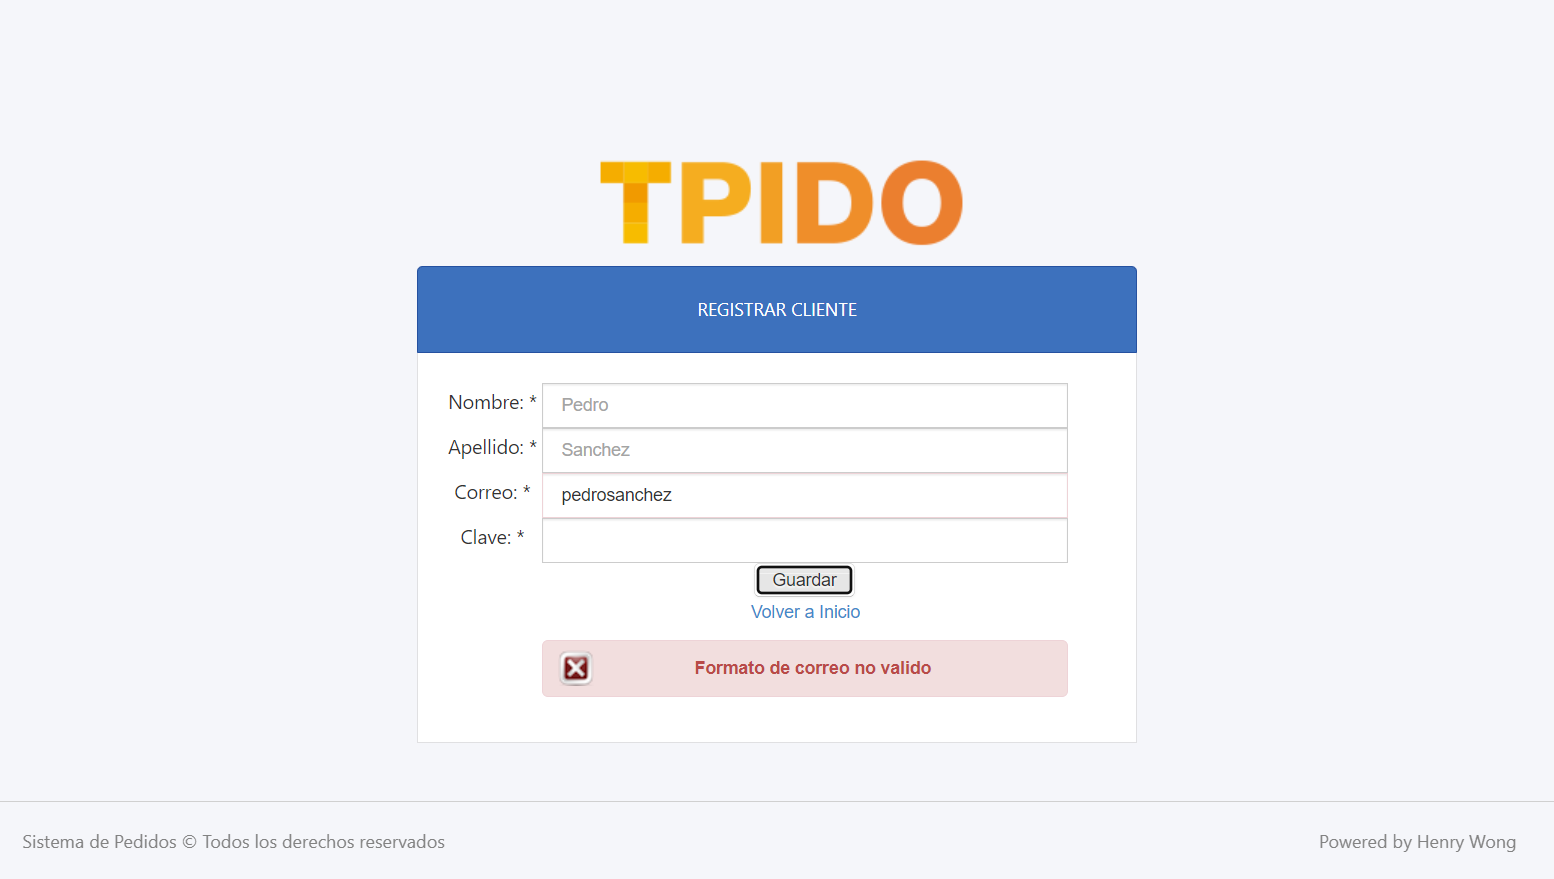 TPIDO
REGISTRAR CLIENTE
Nombre: * Pedro
Apellido: * Sanchez
Correo: * pedrosanchez
Clave: *
Guardar
Volver a Inicio
Formato de correo no valido
Sistema de Pedidos © Todos los derechos reservados
Powered by Henry Wong